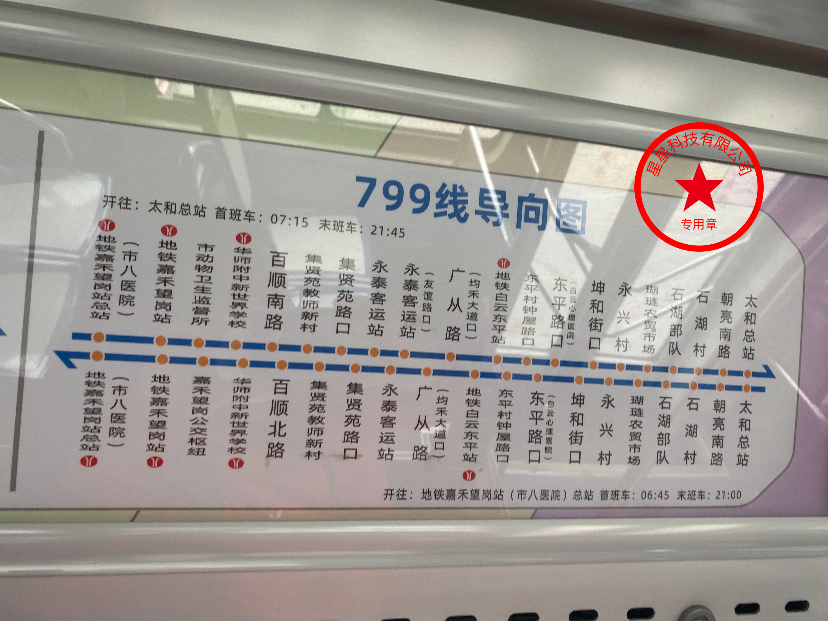 799线导向图
开往：太和总站 首班车：07:15 末班车：21:45
地铁嘉禾望岗站总站
（市八医院）
地铁嘉禾望岗站
市动物卫生监督所
华师附中新世界学校
百顺南路
集贤苑教师新村
集贤苑路口
永泰客运站
永泰客运站
（友谊路口）
广从路
（均禾大道口）
地铁白云东平站
东平村钟屋路口
东平路口
（白云心理医院）
坤和街口
永兴村
瑚琏农贸市场
石湖部队
石湖村
朝亮南路
太和总站
地铁嘉禾望岗站总站
（市八医院）
地铁嘉禾望岗站
嘉禾望岗公交枢纽
华师附中新世界学校
百顺北路
集贤苑教师新村
集贤苑路口
永泰客运站
广从路
（均禾大道口）
地铁白云东平站
东平村钟屋路口
东平路口
（白云心理医院）
坤和街口
永兴村
瑚琏农贸市场
石湖部队
石湖村
朝亮南路
太和总站
开往：地铁嘉禾望岗站（市八医院）总站 首班车：06:45 末班车：21:00
星星科技有限公司
专用章